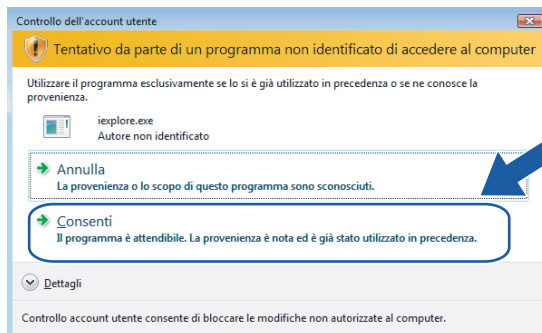 Controllo dell'account utente
Tentativo da parte di un programma non identificato di accedere al computer
Utilizzare il programma esclusivamente se lo si è già utilizzato in precedenza o se ne conosce la
provenienza.
iexplore.exe
Autore non identificato
Annulla
La provenienza o lo scopo di questo programma sono sconosciuti.
Consenti
Il programma è attendibile. La provenienza è nota ed è già stato utilizzato in precedenza.
Dettagli
Controllo account utente consente di bloccare le modifiche non autorizzate al computer.